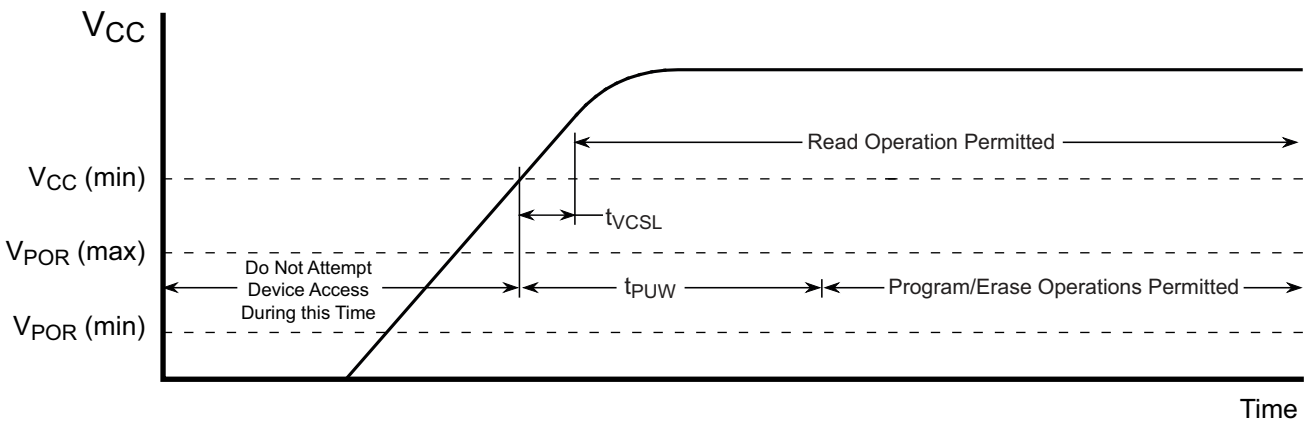 VCC
Read Operation Permitted
VCC (min)
tVCSL
VPOR (max)
Do Not Attempt
Device Access
During this Time
tPUW
Program/Erase Operations Permitted
VPOR (min)
Time